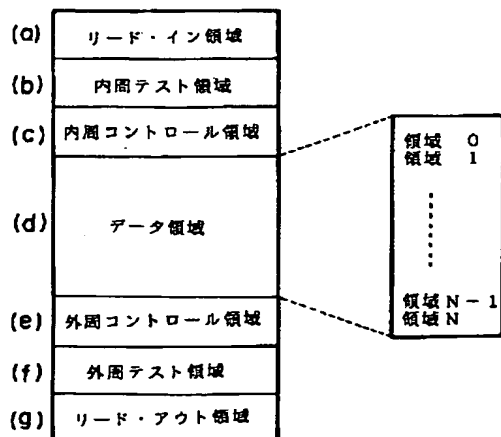 (a) リード・イン領域
(b) 内周テスト領域
(c) 内周コントロール領域
(d) データ領域
(e) 外周コントロール領域
(f) 外周テスト領域
(g) リード・アウト領域
領域 0
領域 1
領域N-1
領域N